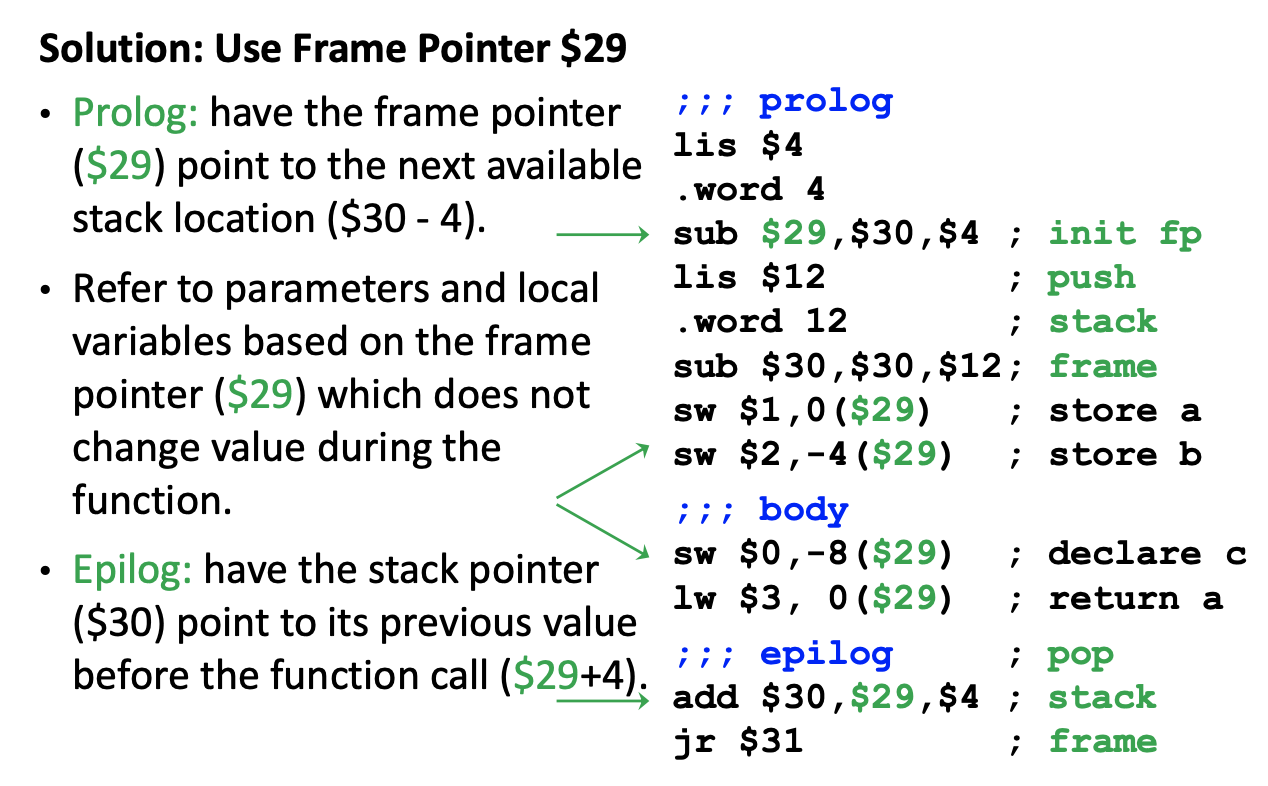 Solution: Use Frame Pointer $29
• Prolog: have the frame pointer
($29) point to the next available
stack location ($30 - 4).
• Refer to parameters and local
variables based on the frame
pointer ($29) which does not
change value during the
function.
• Epilog: have the stack pointer
($30) point to its previous value
before the function call ($29+4).
;;; prolog
lis $4
.word 4
sub $29,$30,$4 ; init fp
lis $12 ; push
.word 12 ; stack
sub $30,$30,$12; frame
sw $1,0($29) ; store a
sw $2,-4($29) ; store b
;;; body
sw $0,-8($29) ; declare c
lw $3, 0($29) ; return a
;;; epilog ; pop
add $30,$29,$4 ; stack
jr $31 ; frame